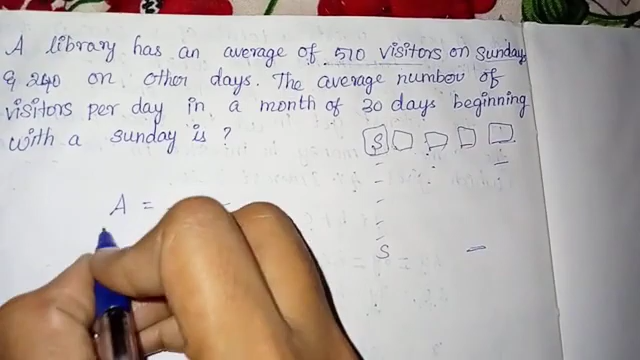 A library has an average of 510 visitors on Sunday
& 240 on other days. The average number of
visitors per day in a month of 30 days beginning
with a sunday is ?
S
A =
S